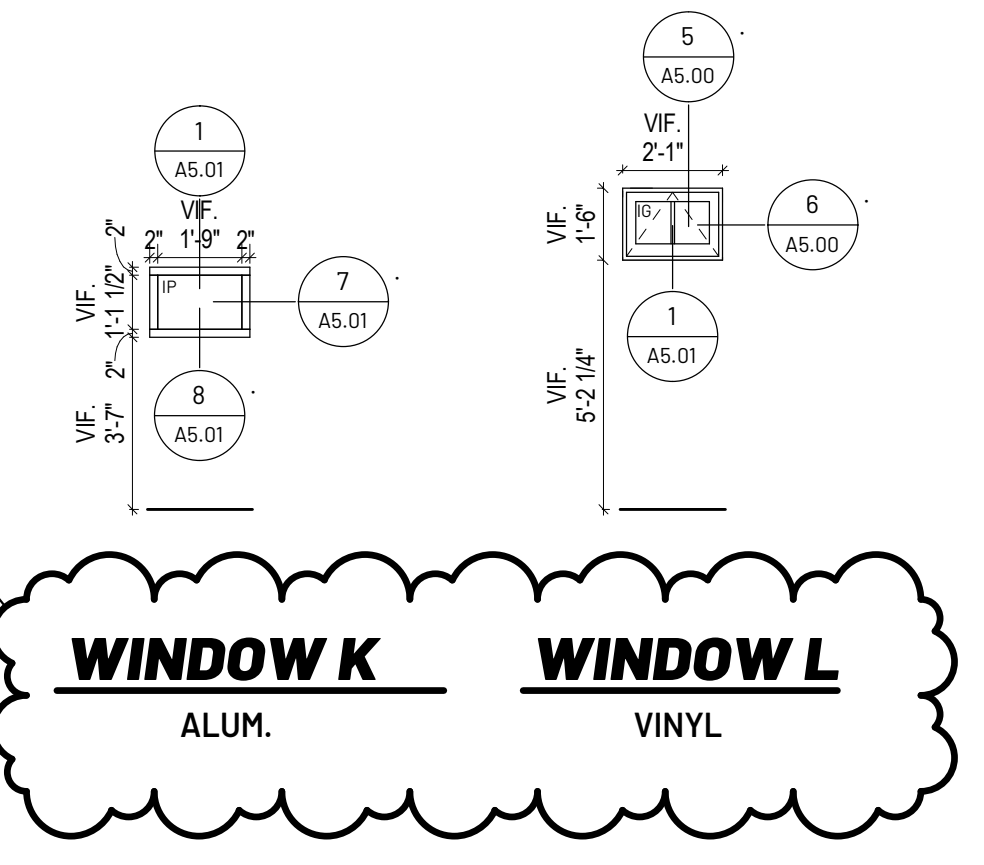 5
A5.00
VIF.
2'-1"
1
A5.01
VIF.
2"
2"
1'-9"
2"
VIF.
1'-1 1/2"
IP
7
A5.01
2"
VIF.
3'-7"
8
A5.01
VIF.
1'-6"
IG
6
A5.00
1
A5.01
VIF.
5'-2 1/4"
WINDOW K
ALUM.
WINDOW L
VINYL